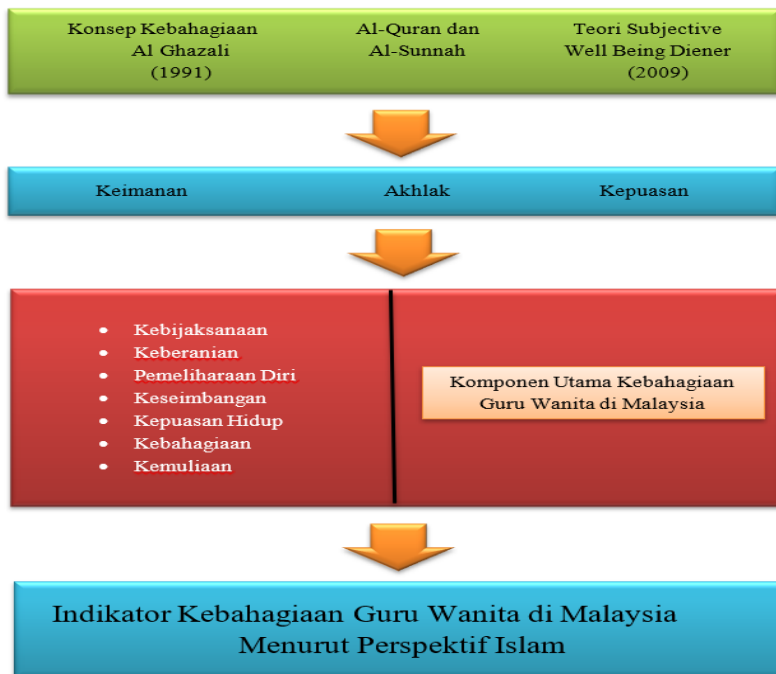 Konsep Kebahagiaan
Al Ghazali
(1991)
Al-Quran dan
Al-Sunnah
Teori Subjective
Well Being Diener
(2009)
Keimanan
Akhlak
Kepuasan
• Kebijaksanaan
• Keberanian
• Pemeliharaan Diri
• Keseimbangan
• Kepuasan Hidup
• Kebahagiaan
• Kemuliaan
Komponen Utama Kebahagiaan
Guru Wanita di Malaysia
Indikator Kebahagiaan Guru Wanita di Malaysia
Menurut Perspektif Islam